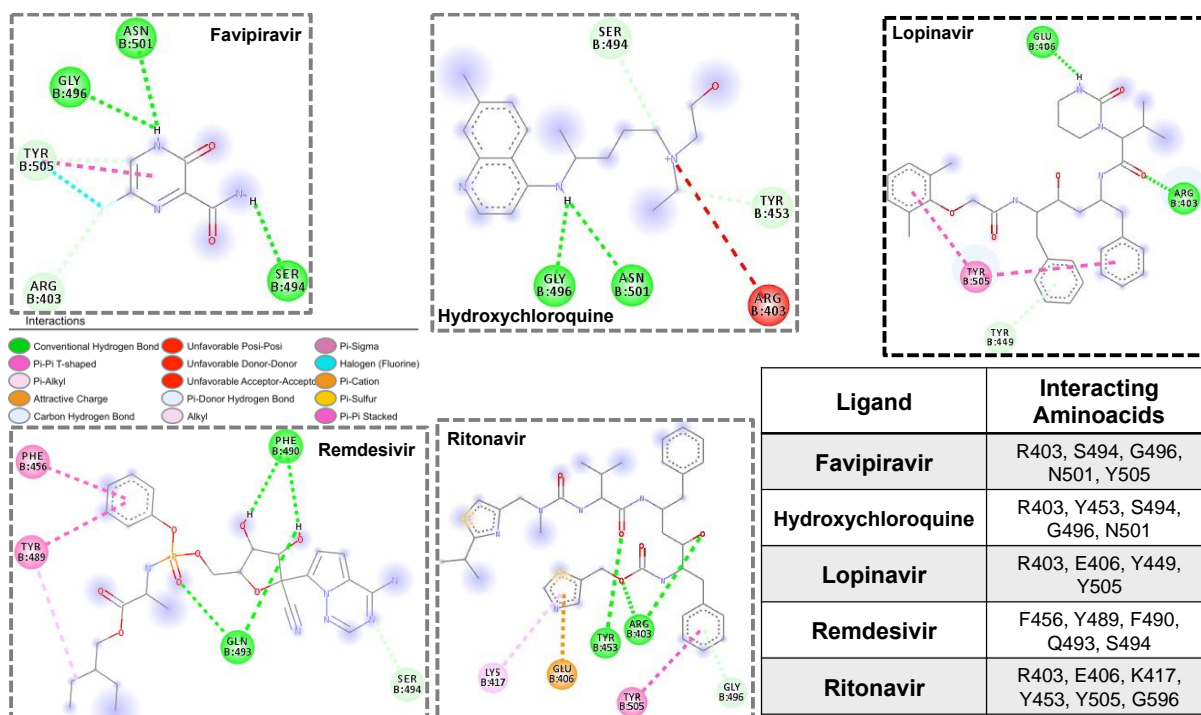 Favipiravir
ASN
B:501
GLY
B:496
TYR
B:505
ARG
B:403
SER
B:494
H
N
O
N
N
H
O
SER
B:494
O
N
N
H
N+
TYR
B:453
GLY
B:496
ASN
B:501
ARG
B:403
Hydroxychloroquine
Lopinavir
GLU
B:406
H
N
O
N
O
N
O
N
O
O
ARG
B:403
TYR
B:505
TYR
B:449
Interactions
Conventional Hydrogen Bond
Pi-Pi T-shaped
Pi-Alkyl
Attractive Charge
Carbon Hydrogen Bond
Unfavorable Posi-Posi
Unfavorable Donor-Donor
Unfavorable Acceptor-Acceptor
Pi-Donor Hydrogen Bond
Alkyl
Pi-Sigma
Halogen (Fluorine)
Pi-Cation
Pi-Sulfur
Pi-Pi Stacked
Remdesivir
PHE
B:490
PHE
B:456
TYR
B:489
GLN
B:493
SER
B:494
Ritonavir
LYS
B:417
GLU
B:406
TYR
B:453
ARG
B:403
TYR
B:505
GLY
B:496
Ligand Interacting
Aminoacids
Favipiravir R403, S494, G496,
N501, Y505
Hydroxychloroquine R403, Y453, S494,
G496, N501
Lopinavir R403, E406, Y449,
Y505
Remdesivir F456, Y489, F490,
Q493, S494
Ritonavir R403, E406, K417,
Y453, Y505, G596